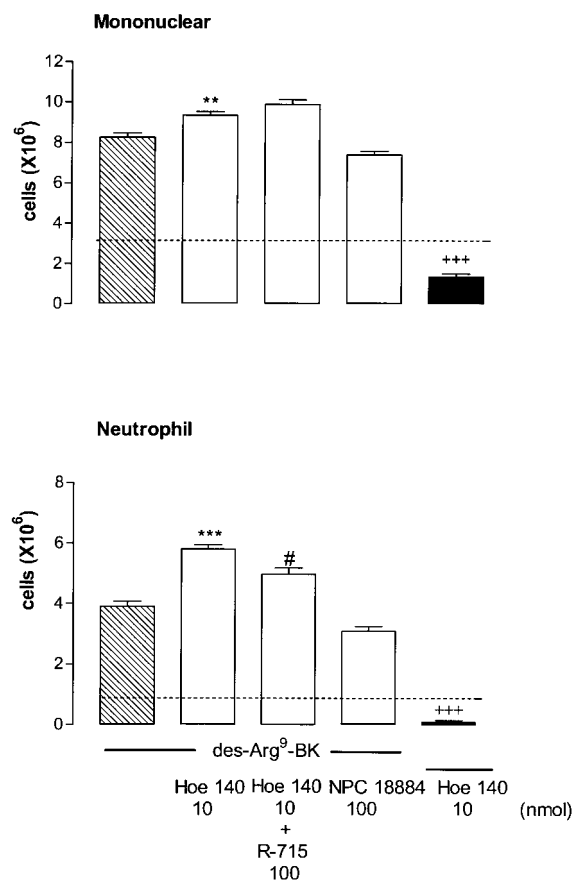 Mononuclear
12
10
8
6
4
2
0
cells (X10⁶)
**
+++
Neutrophil
8
6
4
2
0
cells (X10⁶)
***
#
+++
des-Arg⁹-BK
Hoe 140 Hoe 140 NPC 18884 Hoe 140
10 10 100 10 (nmol)
+
R-715
100